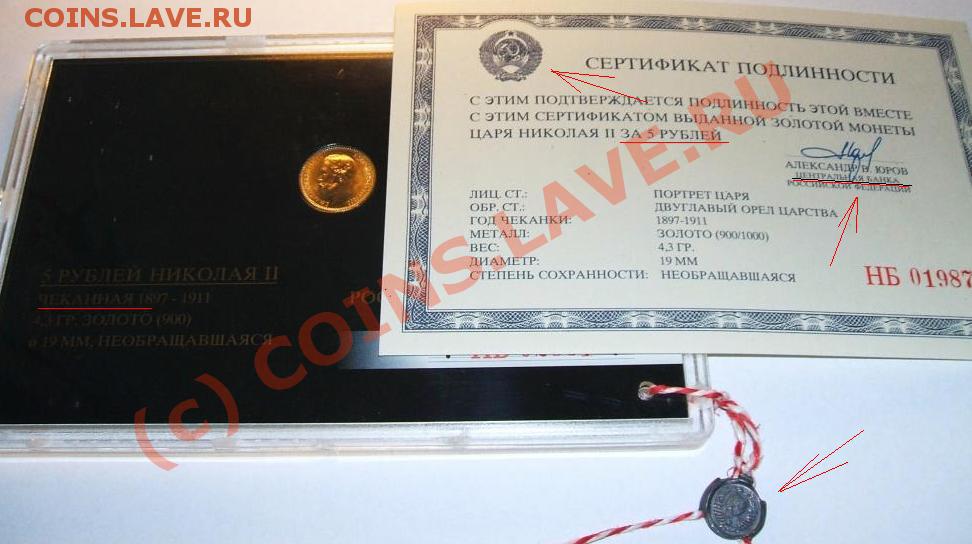 COINS.LAVE.RU
СЕРТИФИКАТ ПОДЛИННОСТИ
С ЭТИМ ПОДТВЕРЖДАЕТСЯ ПОДЛИННОСТЬ ЭТОЙ ВМЕСТЕ
С ЭТИМ СЕРТИФИКАТОМ ВЫДАННОЙ ЗОЛОТОЙ МОНЕТЫ
ЦАРЯ НИКОЛАЯ II ЗА 5 РУБЛЕЙ
АЛЕКСАНДР В. ЮРОВ
ЦЕНТРАЛЬНА БАНКА
РОССИЙСКОЙ ФЕДЕРАЦИИ
ЛИЦ. СТ.: ПОРТРЕТ ЦАРЯ
ОБР. СТ.: ДВУГЛАВЫЙ ОРЕЛ ЦАРСТВА
ГОД ЧЕКАНКИ: 1897-1911
МЕТАЛЛ: ЗОЛОТО (900/1000)
ВЕС: 4,3 ГР.
ДИАМЕТР: 19 ММ
СТЕПЕНЬ СОХРАННОСТИ: НЕОБРАЩАВШАЯСЯ
НБ 01987
5 РУБЛЕЙ НИКОЛАЯ II
ЧЕКАННАЯ 1897 - 1911
4,3 ГР. ЗОЛОТО (900)
ø 19 ММ, НЕОБРАЩАВШАЯСЯ
(c) COINS.LAVE.RU